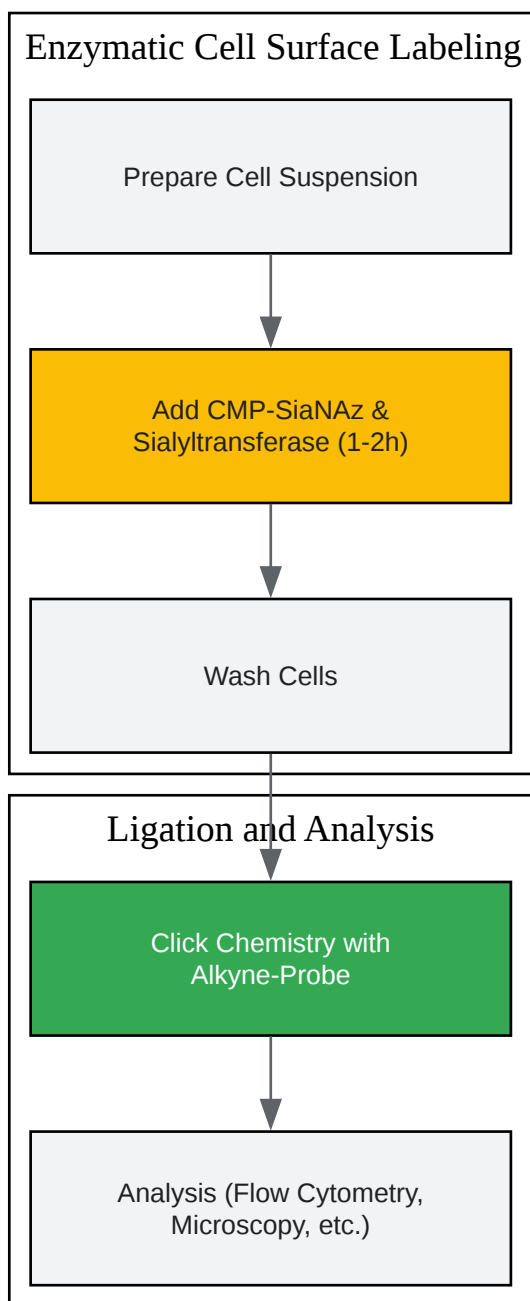 Enzymatic Cell Surface Labeling
Prepare Cell Suspension
Add CMP-SiaNAz &
Sialyltransferase (1-2h)
Wash Cells
Ligation and Analysis
Click Chemistry with
Alkyne-Probe
Analysis (Flow Cytometry,
Microscopy, etc.)